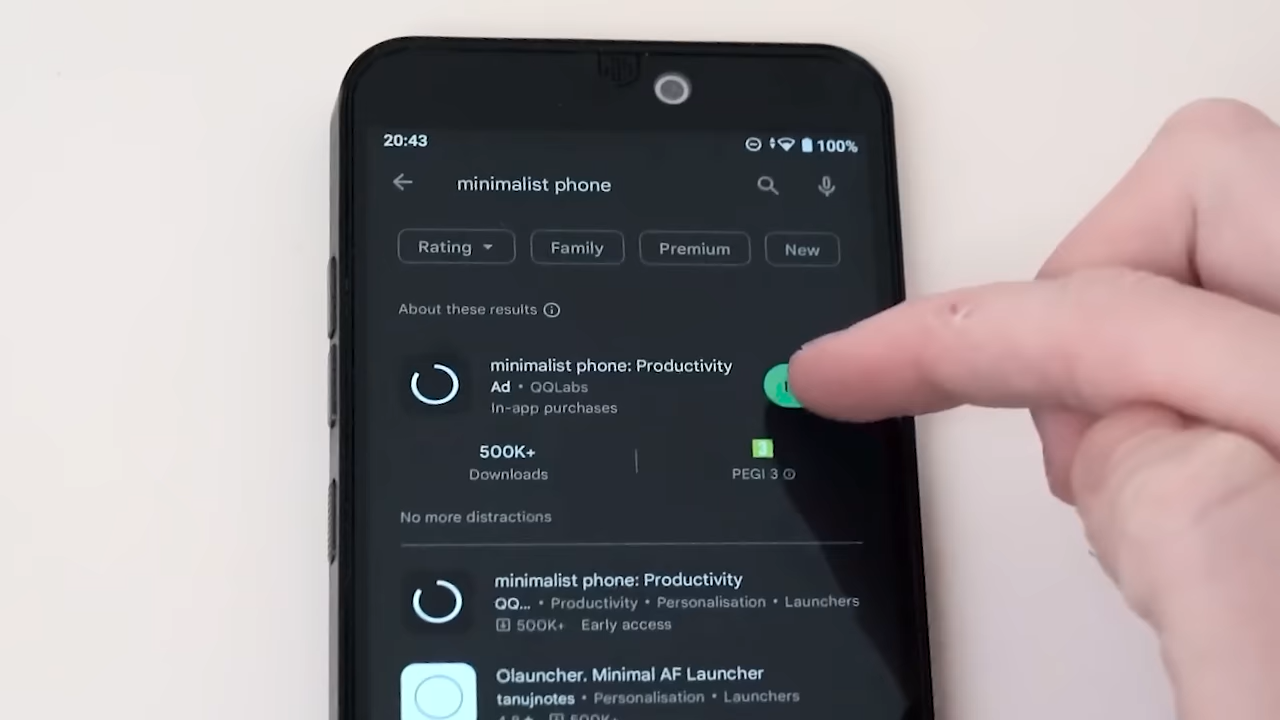 20:43
100%
minimalist phone
Rating
Family
Premium
New
About these results
minimalist phone: Productivity
Ad • QQLabs
In-app purchases
500K+
Downloads
3
PEGI 3
No more distractions
minimalist phone: Productivity
QQ... • Productivity • Personalisation • Launchers
500K+ Early access
Olauncher. Minimal AF Launcher
tanujnotes • Personalisation • Launchers
500K+